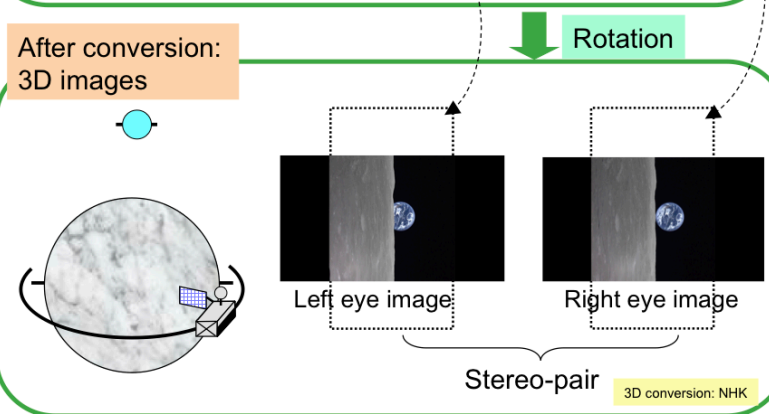 After conversion:
3D images
Rotation
Left eye image
Right eye image
Stereo-pair
3D conversion: NHK